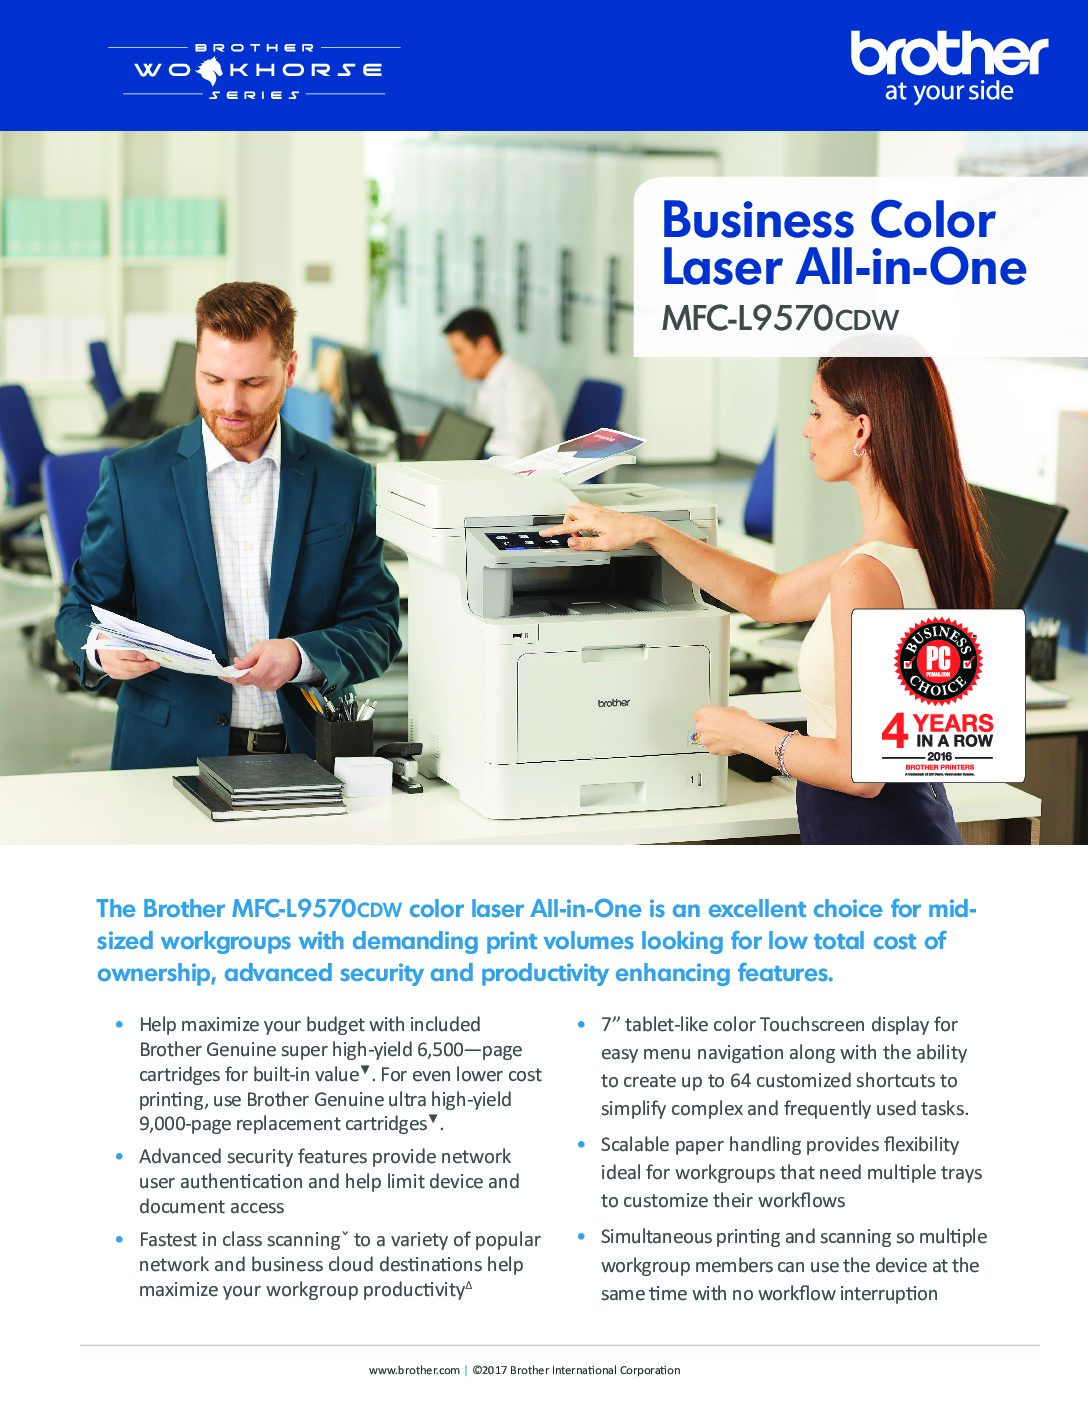 BROTHER
WORKHORSE
SERIES
brother
at your side
Business Color
Laser All-in-One
MFC-L9570CDW
brother
1
BUSINESS
PC
PCMAG.COM
CHOICE
4 YEARS
IN A ROW
2016
BROTHER PRINTERS
The Brother MFC-L9570CDW color laser All-in-One is an excellent choice for mid-
sized workgroups with demanding print volumes looking for low total cost of
ownership, advanced security and productivity enhancing features.
• Help maximize your budget with included
Brother Genuine super high-yield 6,500—page
cartridges for built-in value▼. For even lower cost
printing, use Brother Genuine ultra high-yield
9,000-page replacement cartridges▼.
• Advanced security features provide network
user authentication and help limit device and
document access
• Fastest in class scanning˅ to a variety of popular
network and business cloud destinations help
maximize your workgroup productivityΔ
• 7” tablet-like color Touchscreen display for
easy menu navigation along with the ability
to create up to 64 customized shortcuts to
simplify complex and frequently used tasks.
• Scalable paper handling provides flexibility
ideal for workgroups that need multiple trays
to customize their workflows
• Simultaneous printing and scanning so multiple
workgroup members can use the device at the
same time with no workflow interruption
www.brother.com | ©2017 Brother International Corporation